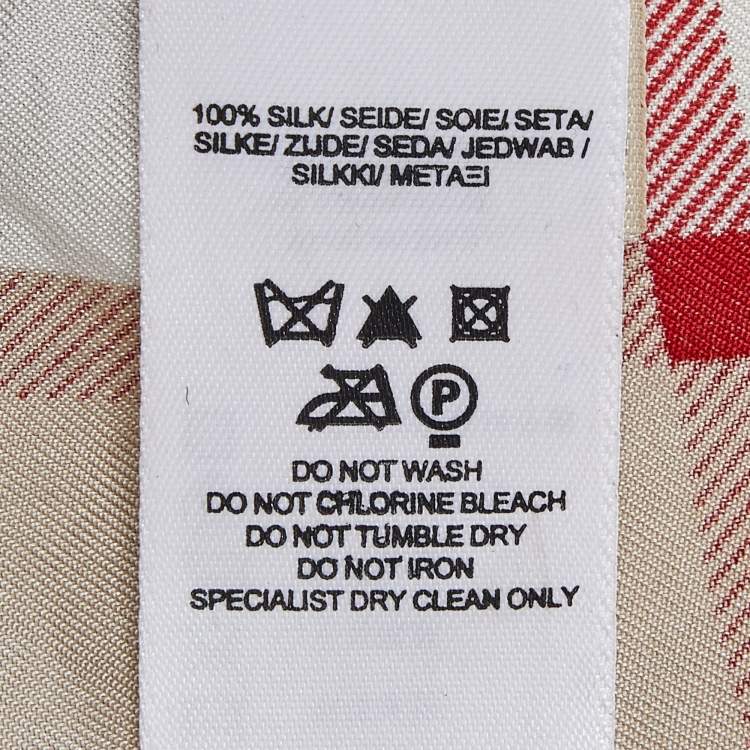 100% SILK/ SEIDE/ SOIE/ SETA/
SILKE/ ZIJDE/ SEDA/ JEDWAB /
SILKKI/ ΜΕΤΑΞΙ
P
DO NOT WASH
DO NOT CHLORINE BLEACH
DO NOT TUMBLE DRY
DO NOT IRON
SPECIALIST DRY CLEAN ONLY